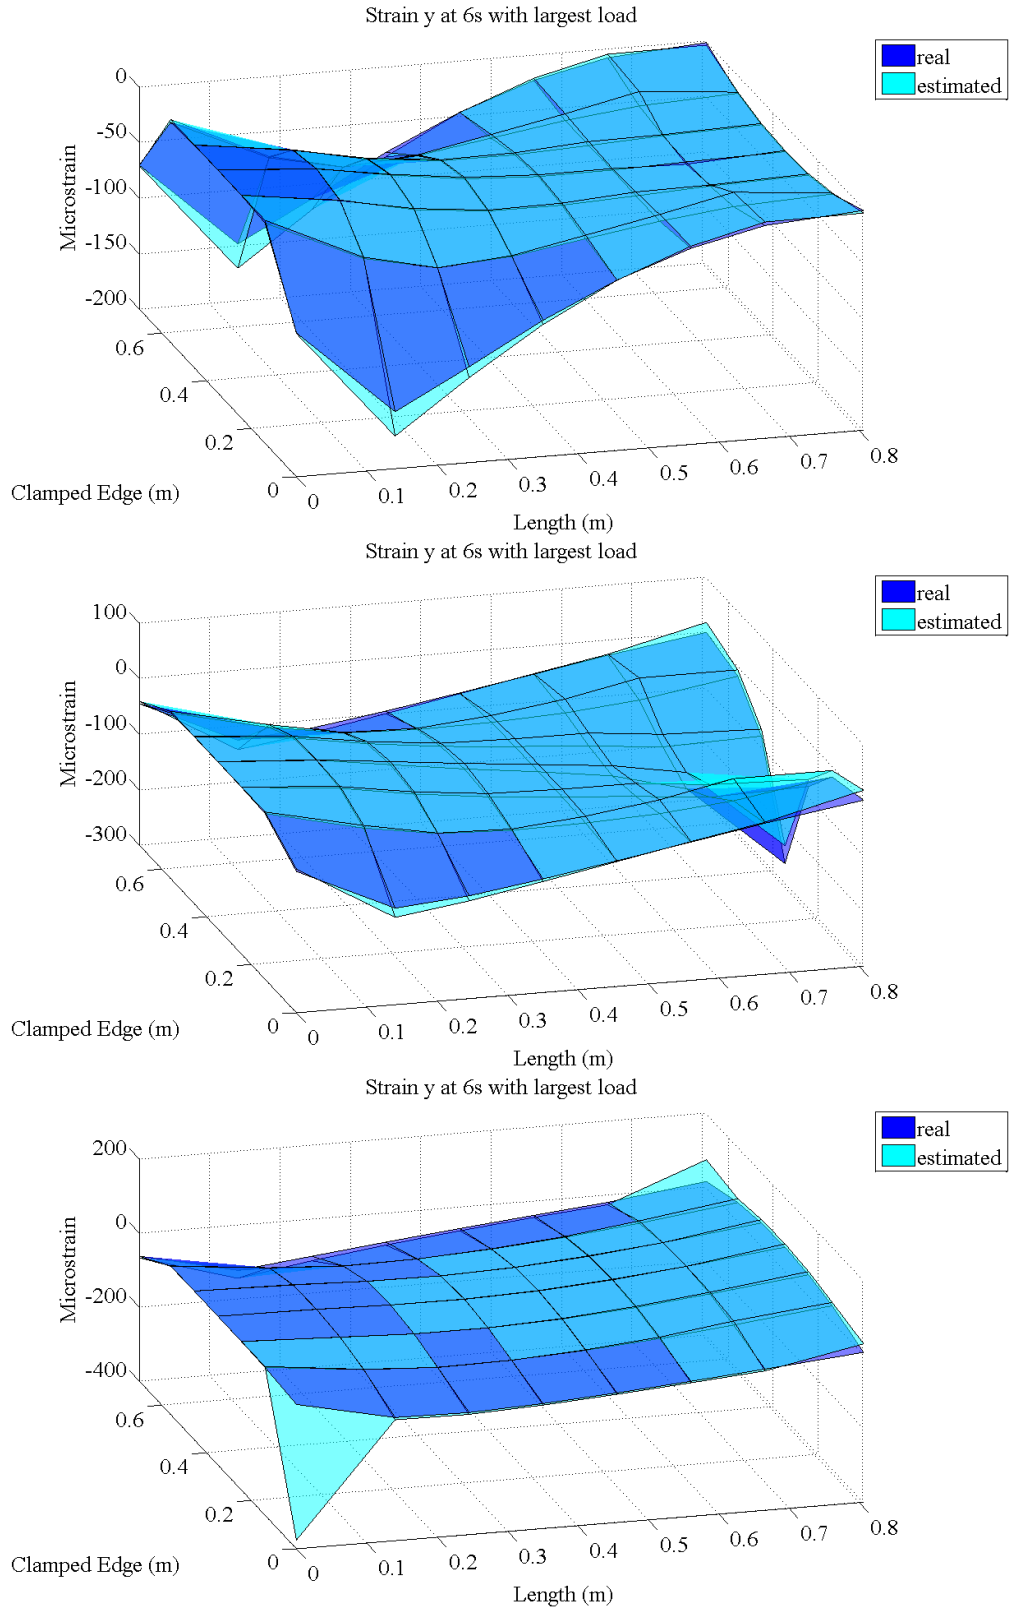 Strain y at 6s with largest load
real
estimated
0
-50
-100
-150
-200
Microstrain
0.6
0.4
0.2
0
Clamped Edge (m)
0
0.1
0.2
0.3
0.4
0.5
0.6
0.7
0.8
Length (m)
Strain y at 6s with largest load
real
estimated
100
0
-100
-200
-300
Microstrain
0.6
0.4
0.2
0
Clamped Edge (m)
0
0.1
0.2
0.3
0.4
0.5
0.6
0.7
0.8
Length (m)
Strain y at 6s with largest load
real
estimated
200
0
-200
-400
Microstrain
0.6
0.4
0.2
0
Clamped Edge (m)
0
0.1
0.2
0.3
0.4
0.5
0.6
0.7
0.8
Length (m)